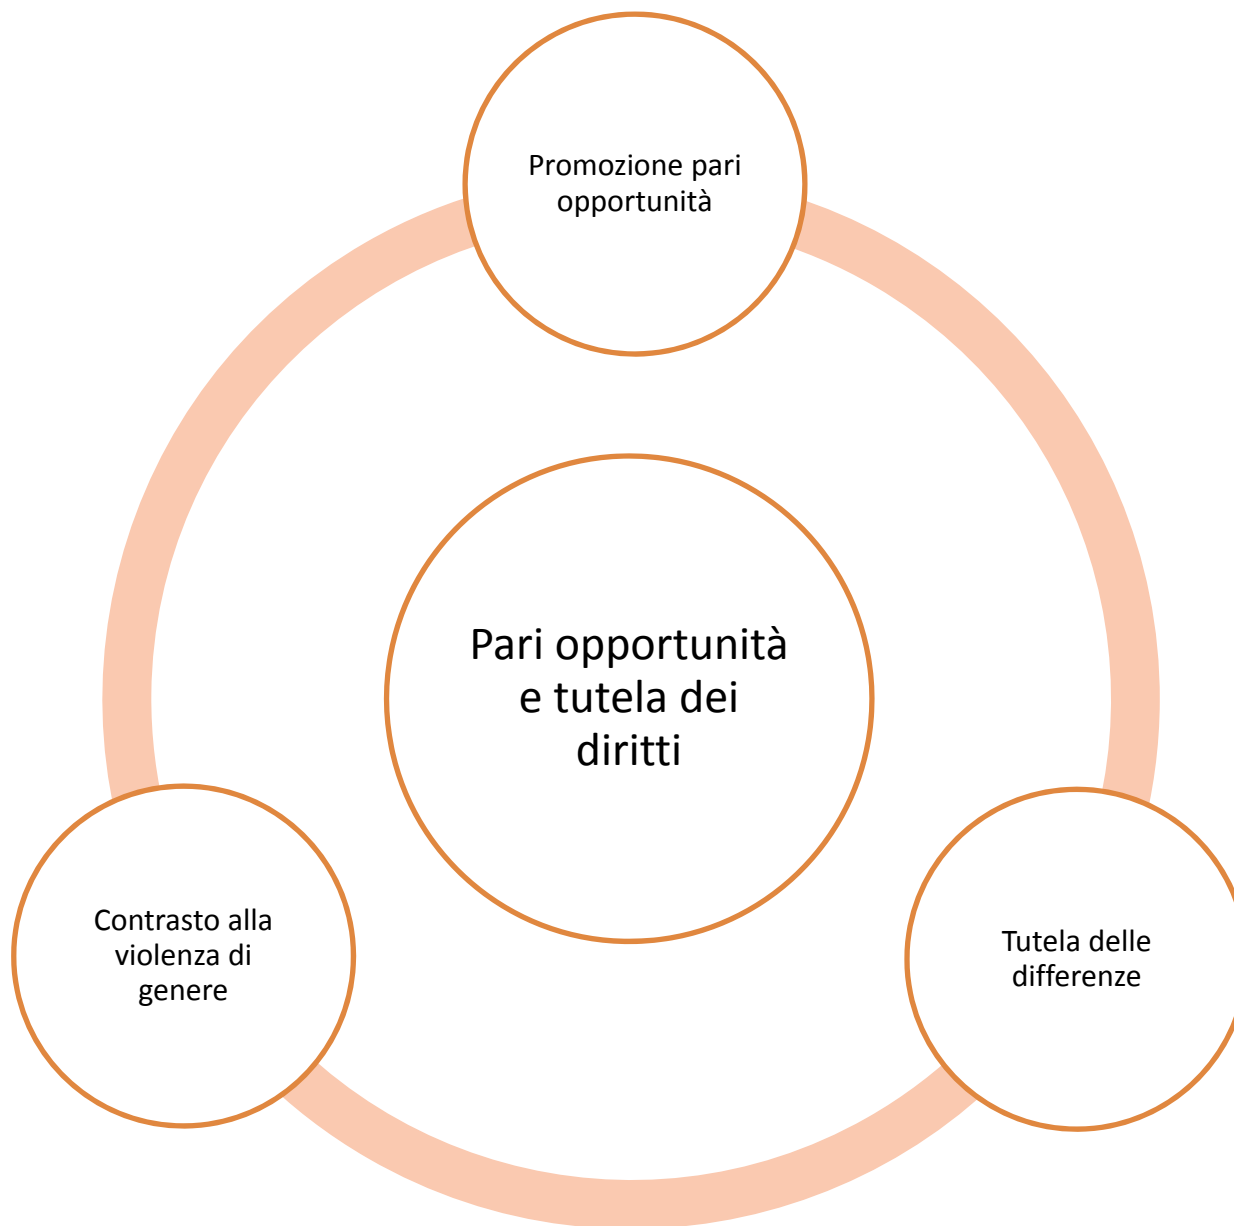 Promozione pari
opportunità
Pari opportunità
e tutela dei
diritti
Contrasto alla
violenza di
genere
Tutela delle
differenze